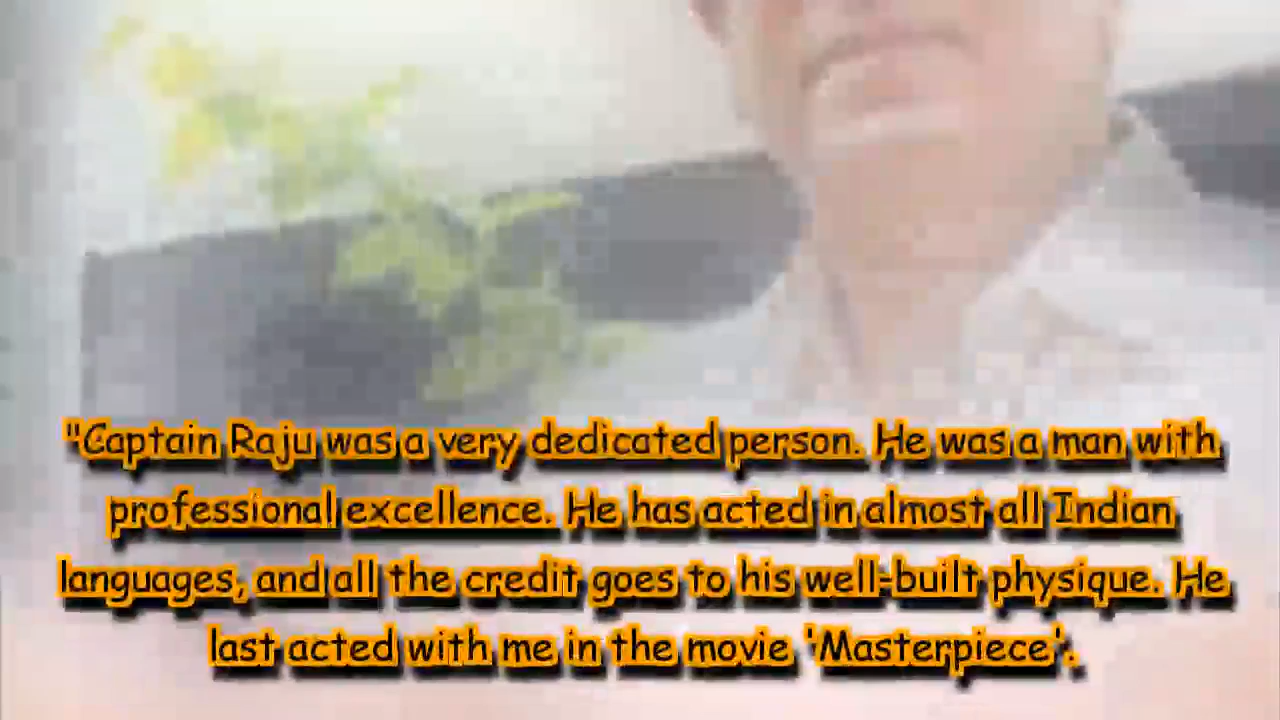 "Captain Raju was a very dedicated person. He was a man with
professional excellence. He has acted in almost all Indian
languages, and all the credit goes to his well-built physique. He
last acted with me in the movie 'Masterpiece'.